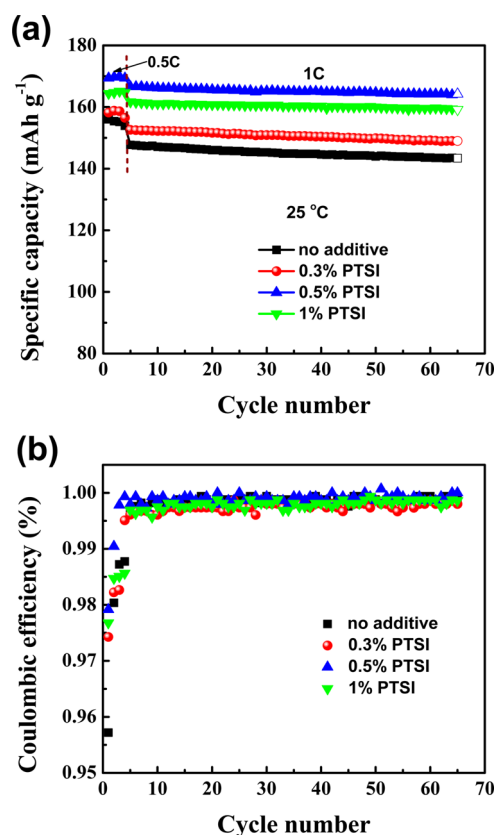 (a)
180
160
140
120
100
80
0.5C
1C
25 °C
no additive
0.3% PTSI
0.5% PTSI
1% PTSI
Specific capacity (mAh g⁻¹)
0 10 20 30 40 50 60 70
Cycle number
(b)
1.00
0.99
0.98
0.97
0.96
0.95
no additive
0.3% PTSI
0.5% PTSI
1% PTSI
Coulombic efficiency (%)
0 10 20 30 40 50 60 70
Cycle number